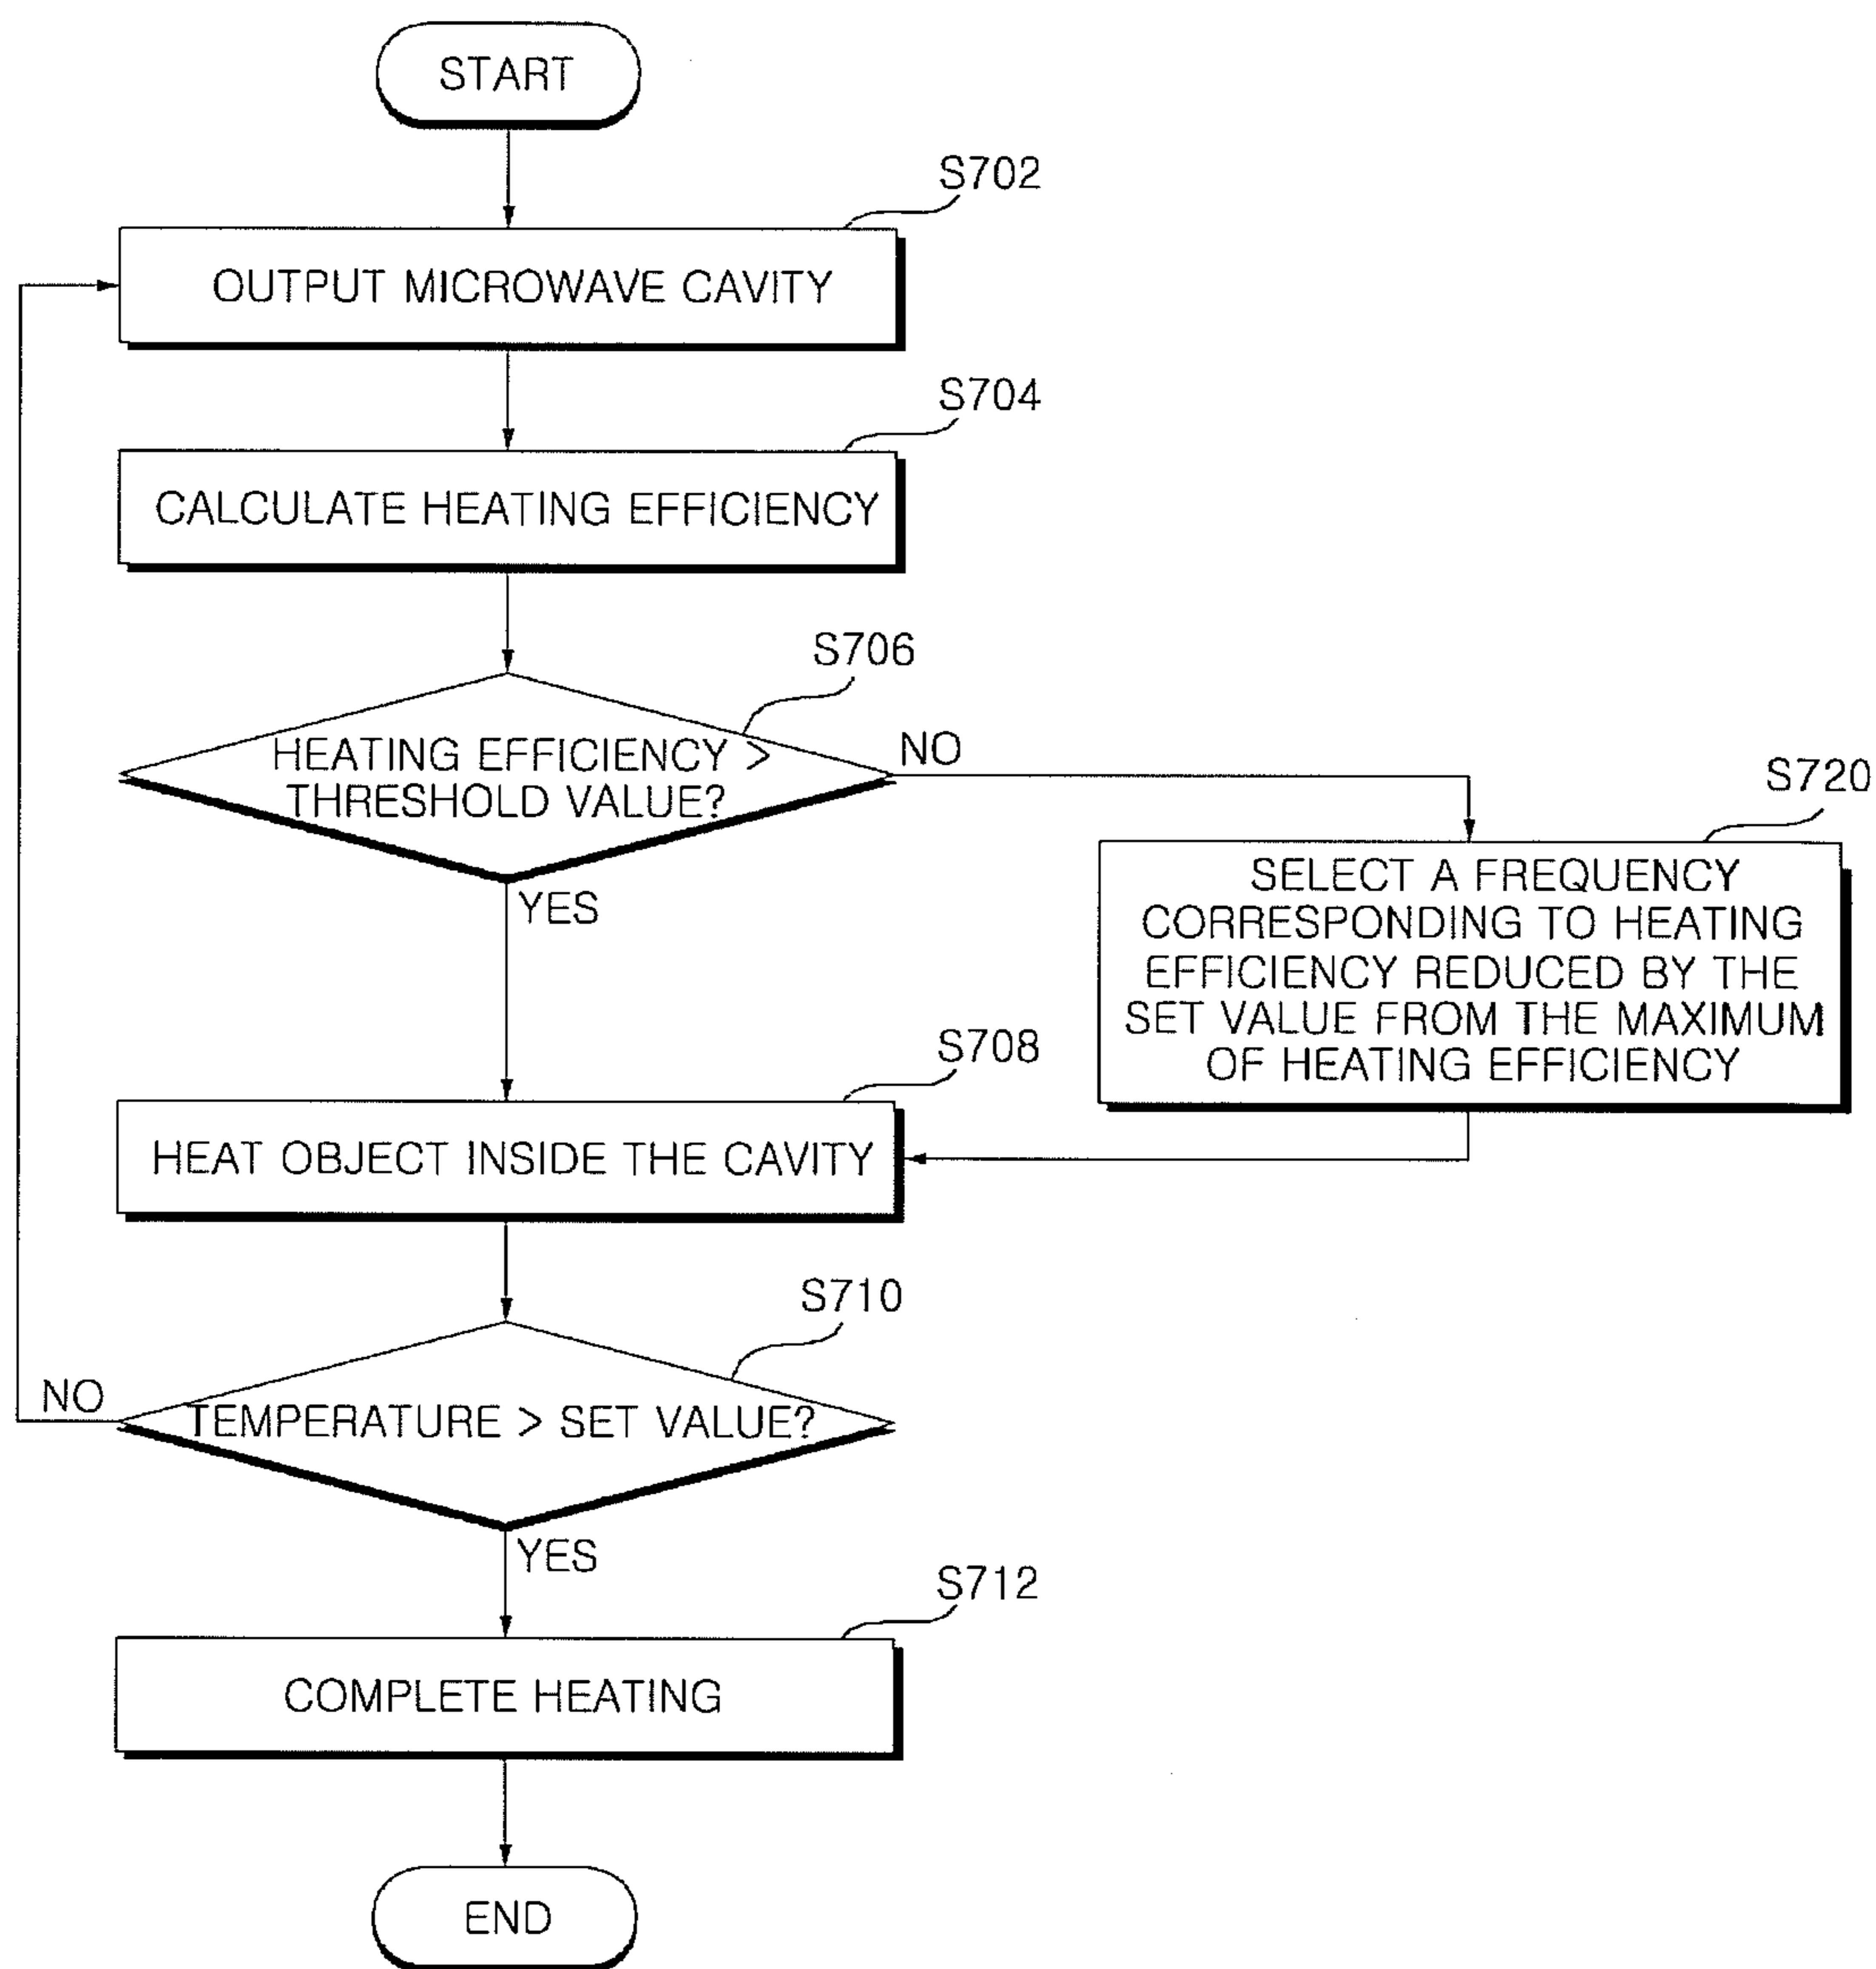 START
S702
OUTPUT MICROWAVE CAVITY
S704
CALCULATE HEATING EFFICIENCY
S706
HEATING EFFICIENCY >
THRESHOLD VALUE?
NO
YES
S720
SELECT A FREQUENCY
CORRESPONDING TO HEATING
EFFICIENCY REDUCED BY THE
SET VALUE FROM THE MAXIMUM
OF HEATING EFFICIENCY
S708
HEAT OBJECT INSIDE THE CAVITY
S710
TEMPERATURE > SET VALUE?
NO
YES
S712
COMPLETE HEATING
END